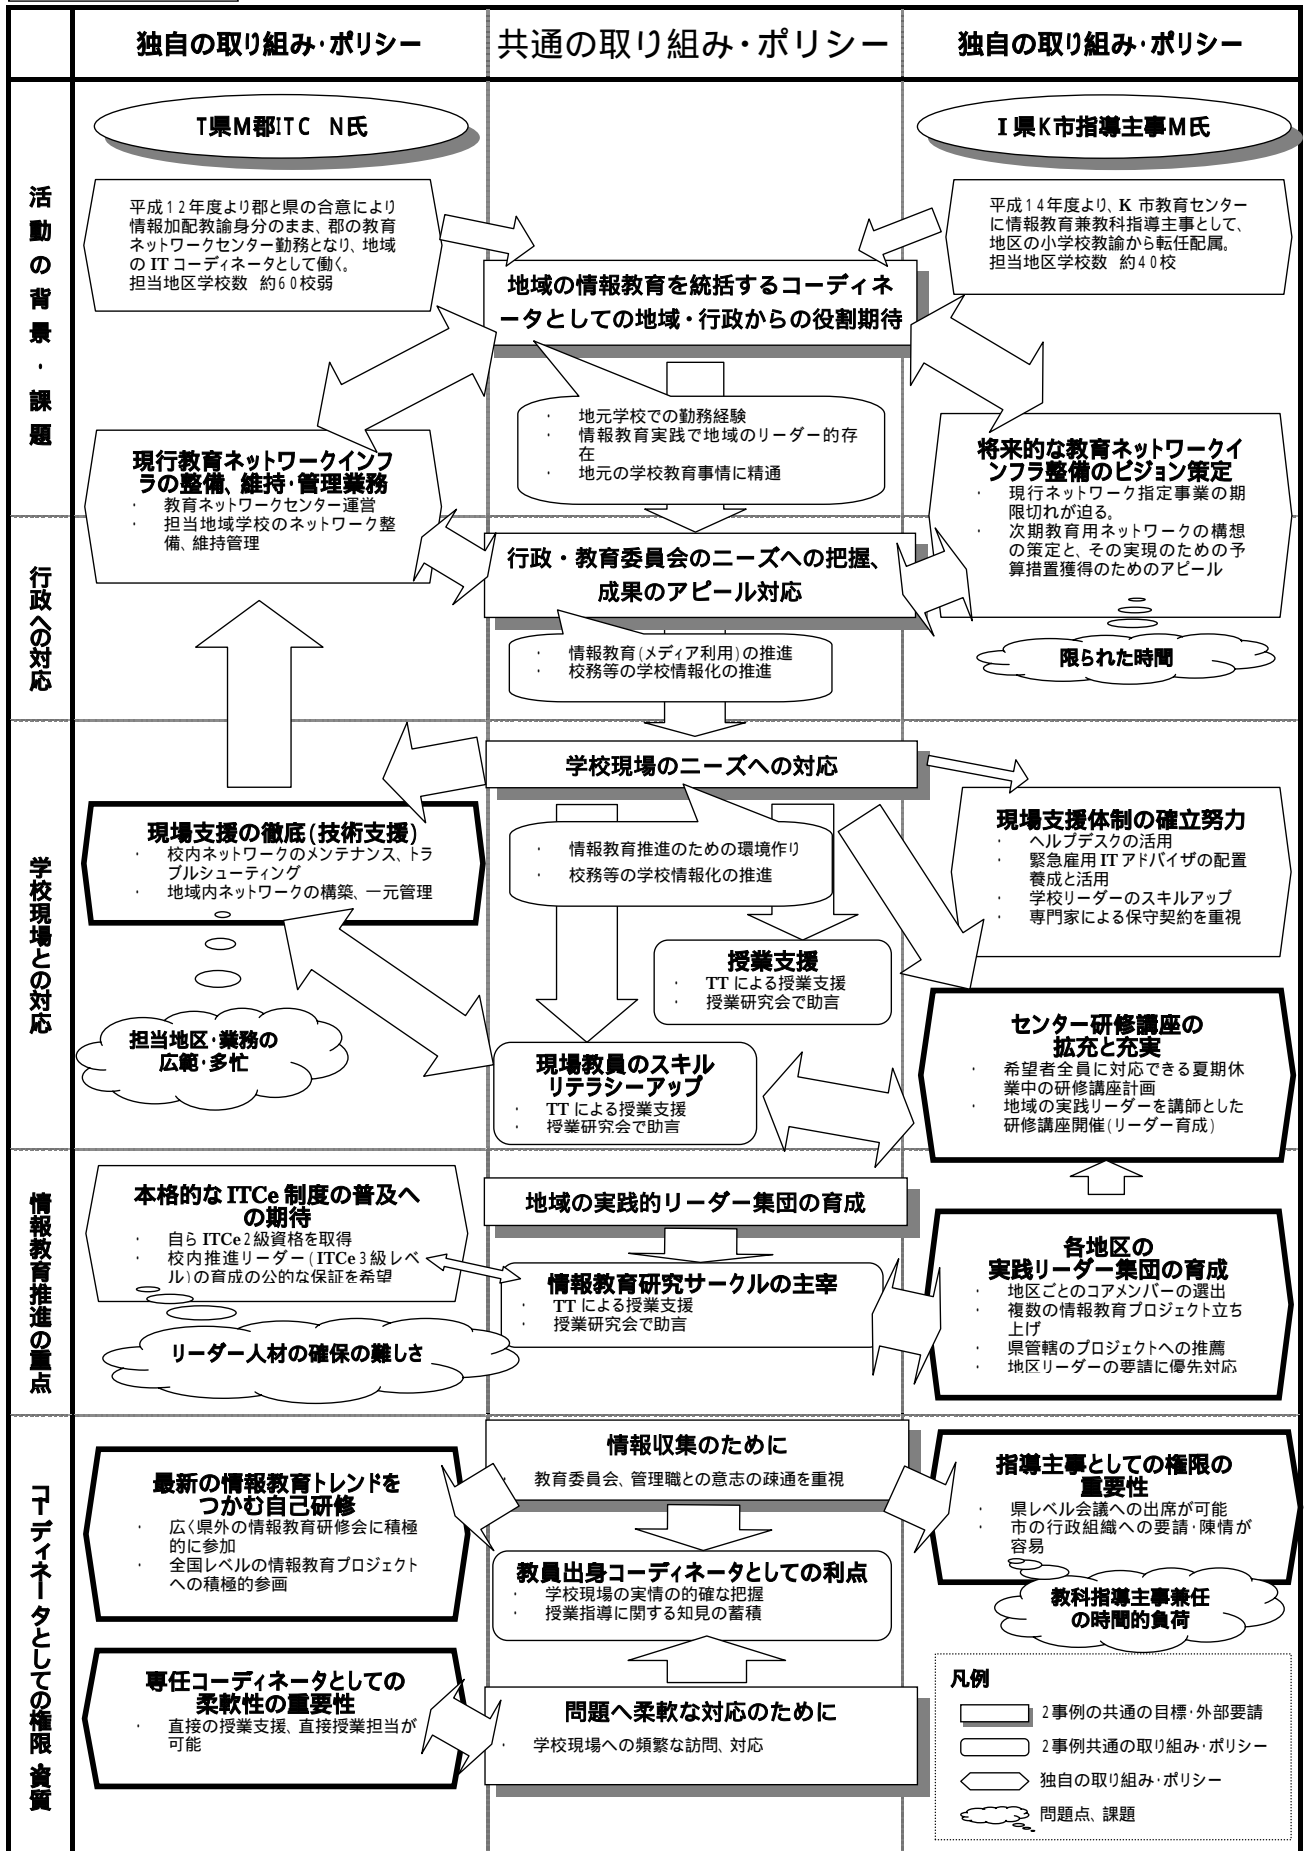 独自の取り組み・ポリシー
共通の取り組み・ポリシー
独自の取り組み・ポリシー
活動の背景・課題
T県M郡ITC N氏
I県K市指導主事M氏
平成12年度より郡と県の合意により
情報加配教諭身分のまま、郡の教育
ネットワークセンター勤務となり、地域
の IT コーディネータとして働く。
担当地区学校数 約60校弱
平成14年度より、K 市教育センター
に情報教育兼教科指導主事として、
地区の小学校教諭から転任配属。
担当地区学校数 約40校
地域の情報教育を統括するコーディネ
ータとしての地域・行政からの役割期待
・ 地元学校での勤務経験
・ 情報教育実践で地域のリーダー的存
在
・ 地元の学校教育事情に精通
現行教育ネットワークインフ
ラの整備、維持・管理業務
・ 教育ネットワークセンター運営
・ 担当地域学校のネットワーク整
備、維持管理
将来的な教育ネットワークイ
ンフラ整備のビジョン策定
・ 現行ネットワーク指定事業の期
限切れが迫る。
・ 次期教育用ネットワークの構想
の策定と、その実現のための予
算措置獲得のためのアピール
行政への対応
行政・教育委員会のニーズへの把握、
成果のアピール対応
・ 情報教育(メディア利用)の推進
・ 校務等の学校情報化の推進
限られた時間
学校現場との対応
学校現場のニーズへの対応
現場支援の徹底(技術支援)
・ 校内ネットワークのメンテナンス、トラ
ブルシューティング
・ 地域内ネットワークの構築、一元管理
・ 情報教育推進のための環境作り
・ 校務等の学校情報化の推進
現場支援体制の確立努力
・ ヘルプデスクの活用
・ 緊急雇用 IT アドバイザの配置
養成と活用
・ 学校リーダーのスキルアップ
・ 専門家による保守契約を重視
授業支援
・ TT による授業支援
・ 授業研究会で助言
担当地区・業務の
広範・多忙
現場教員のスキル
リテラシーアップ
・ TT による授業支援
・ 授業研究会で助言
センター研修講座の
拡充と充実
・ 希望者全員に対応できる夏期休
業中の研修講座計画
・ 地域の実践リーダーを講師とした
研修講座開催(リーダー育成)
情報教育推進の重点
本格的な ITCe 制度の普及へ
の期待
・ 自ら ITCe2級資格を取得
・ 校内推進リーダー(ITCe3級レベ
ル)の育成の公的な保証を希望
地域の実践的リーダー集団の育成
情報教育研究サークルの主宰
・ TT による授業支援
・ 授業研究会で助言
各地区の
実践リーダー集団の育成
・ 地区ごとのコアメンバーの選出
・ 複数の情報教育プロジェクト立ち
上げ
・ 県管轄のプロジェクトへの推薦
・ 地区リーダーの要請に優先対応
リーダー人材の確保の難しさ
コーディネータとしての権限・資質
情報収集のために
・ 教育委員会、管理職との意志の疎通を重視
最新の情報教育トレンドを
つかむ自己研修
・ 広く県外の情報教育研修会に積極
的に参加
・ 全国レベルの情報教育プロジェクト
への積極的参画
指導主事としての権限の
重要性
・ 県レベル会議への出席が可能
・ 市の行政組織への要請・陳情が
容易
教員出身コーディネータとしての利点
・ 学校現場の実情の的確な把握
・ 授業指導に関する知見の蓄積
教科指導主事兼任
の時間的負荷
専任コーディネータとしての
柔軟性の重要性
・ 直接の授業支援、直接授業担当が
可能
問題へ柔軟な対応のために
・ 学校現場への頻繁な訪問、対応
凡例
2事例の共通の目標・外部要請
2事例共通の取り組み・ポリシー
独自の取り組み・ポリシー
問題点、課題